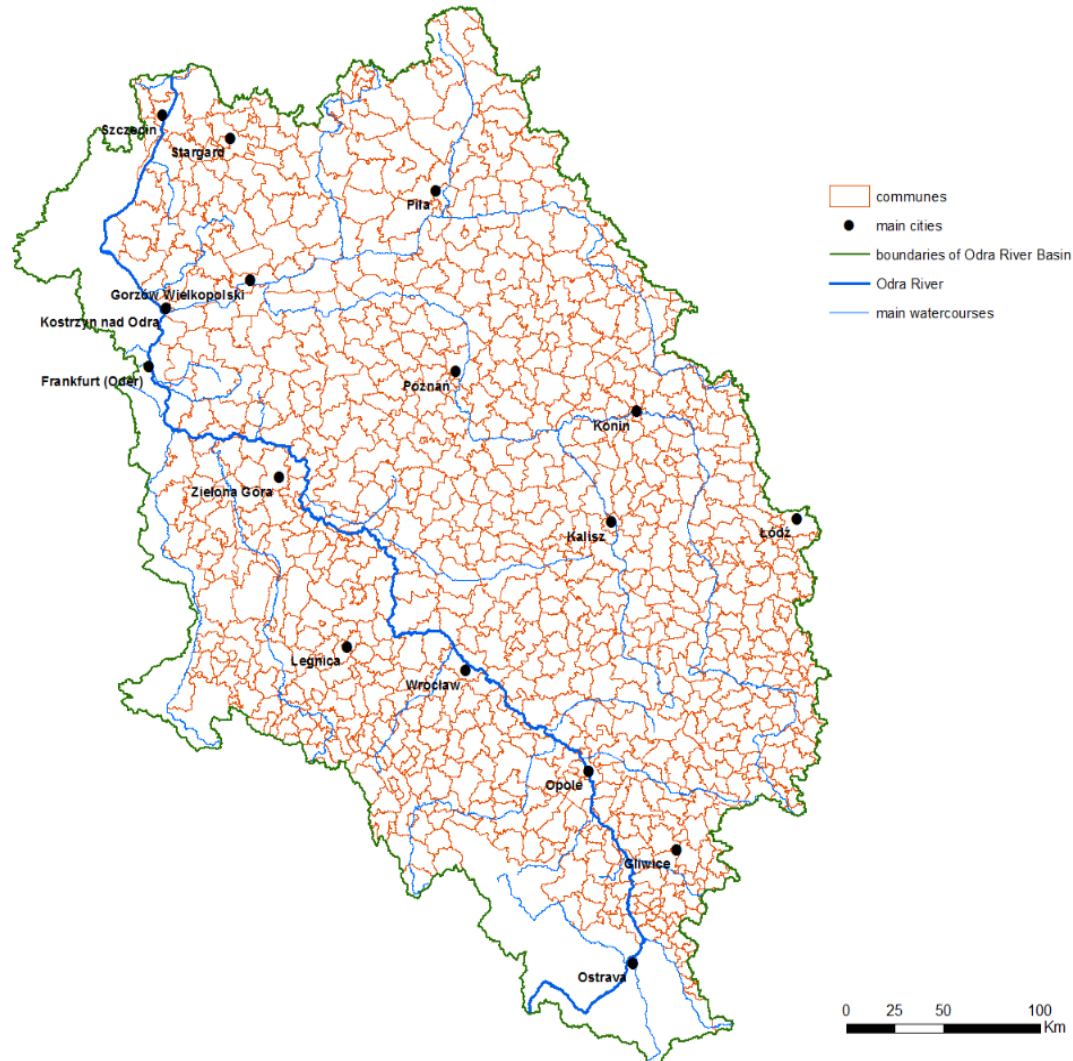 Szczecin
Stargard
Piła
Gorzów Wielkopolski
Kostrzyn nad Odrą
Frankfurt (Oder)
Poznań
Konin
Zielona Góra
Kalisz
Łódź
Legnica
Wrocław
Opole
Gliwice
Ostrava
communes
main cities
boundaries of Odra River Basin
Odra River
main watercourses
0 25 50 100
Km